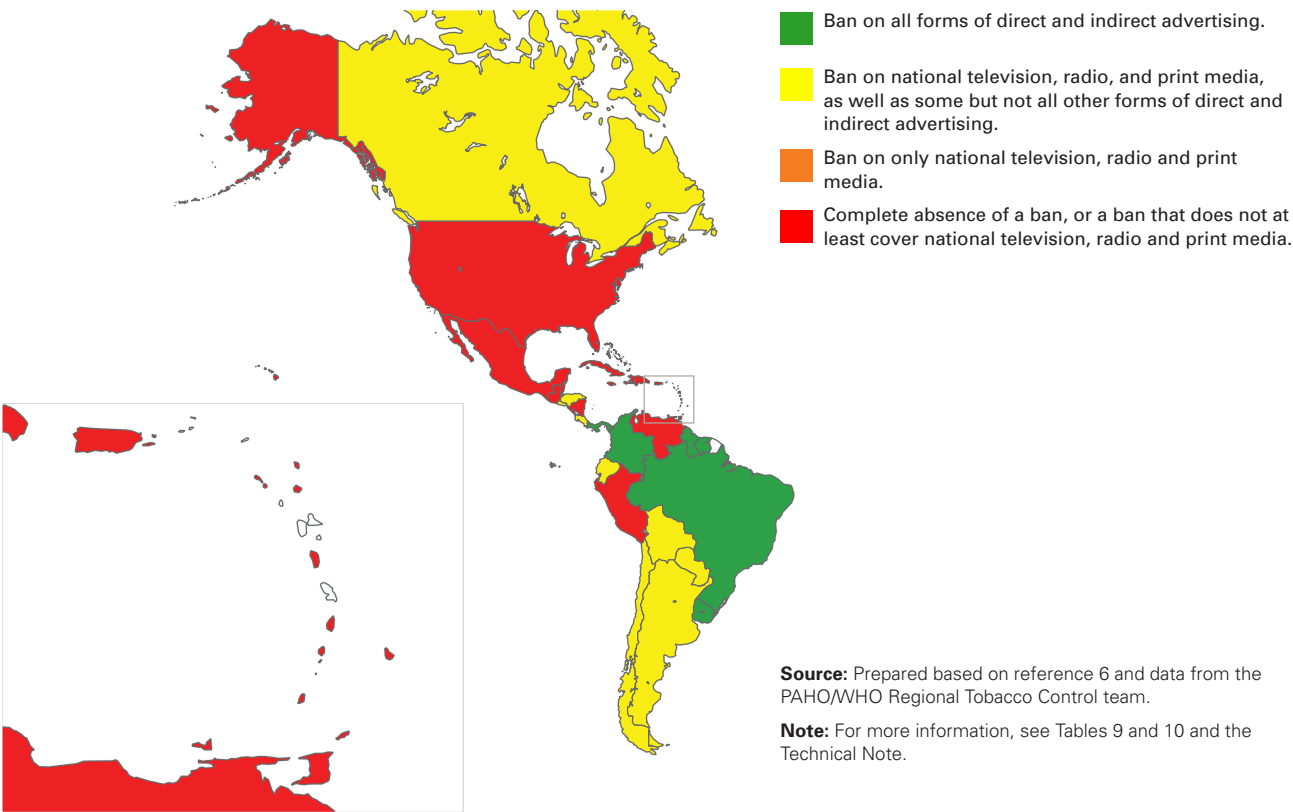 Ban on all forms of direct and indirect advertising.
Ban on national television, radio, and print media,
as well as some but not all other forms of direct and
indirect advertising.
Ban on only national television, radio and print
media.
Complete absence of a ban, or a ban that does not at
least cover national television, radio and print media.
Source: Prepared based on reference 6 and data from the
PAHO/WHO Regional Tobacco Control team.
Note: For more information, see Tables 9 and 10 and the
Technical Note.